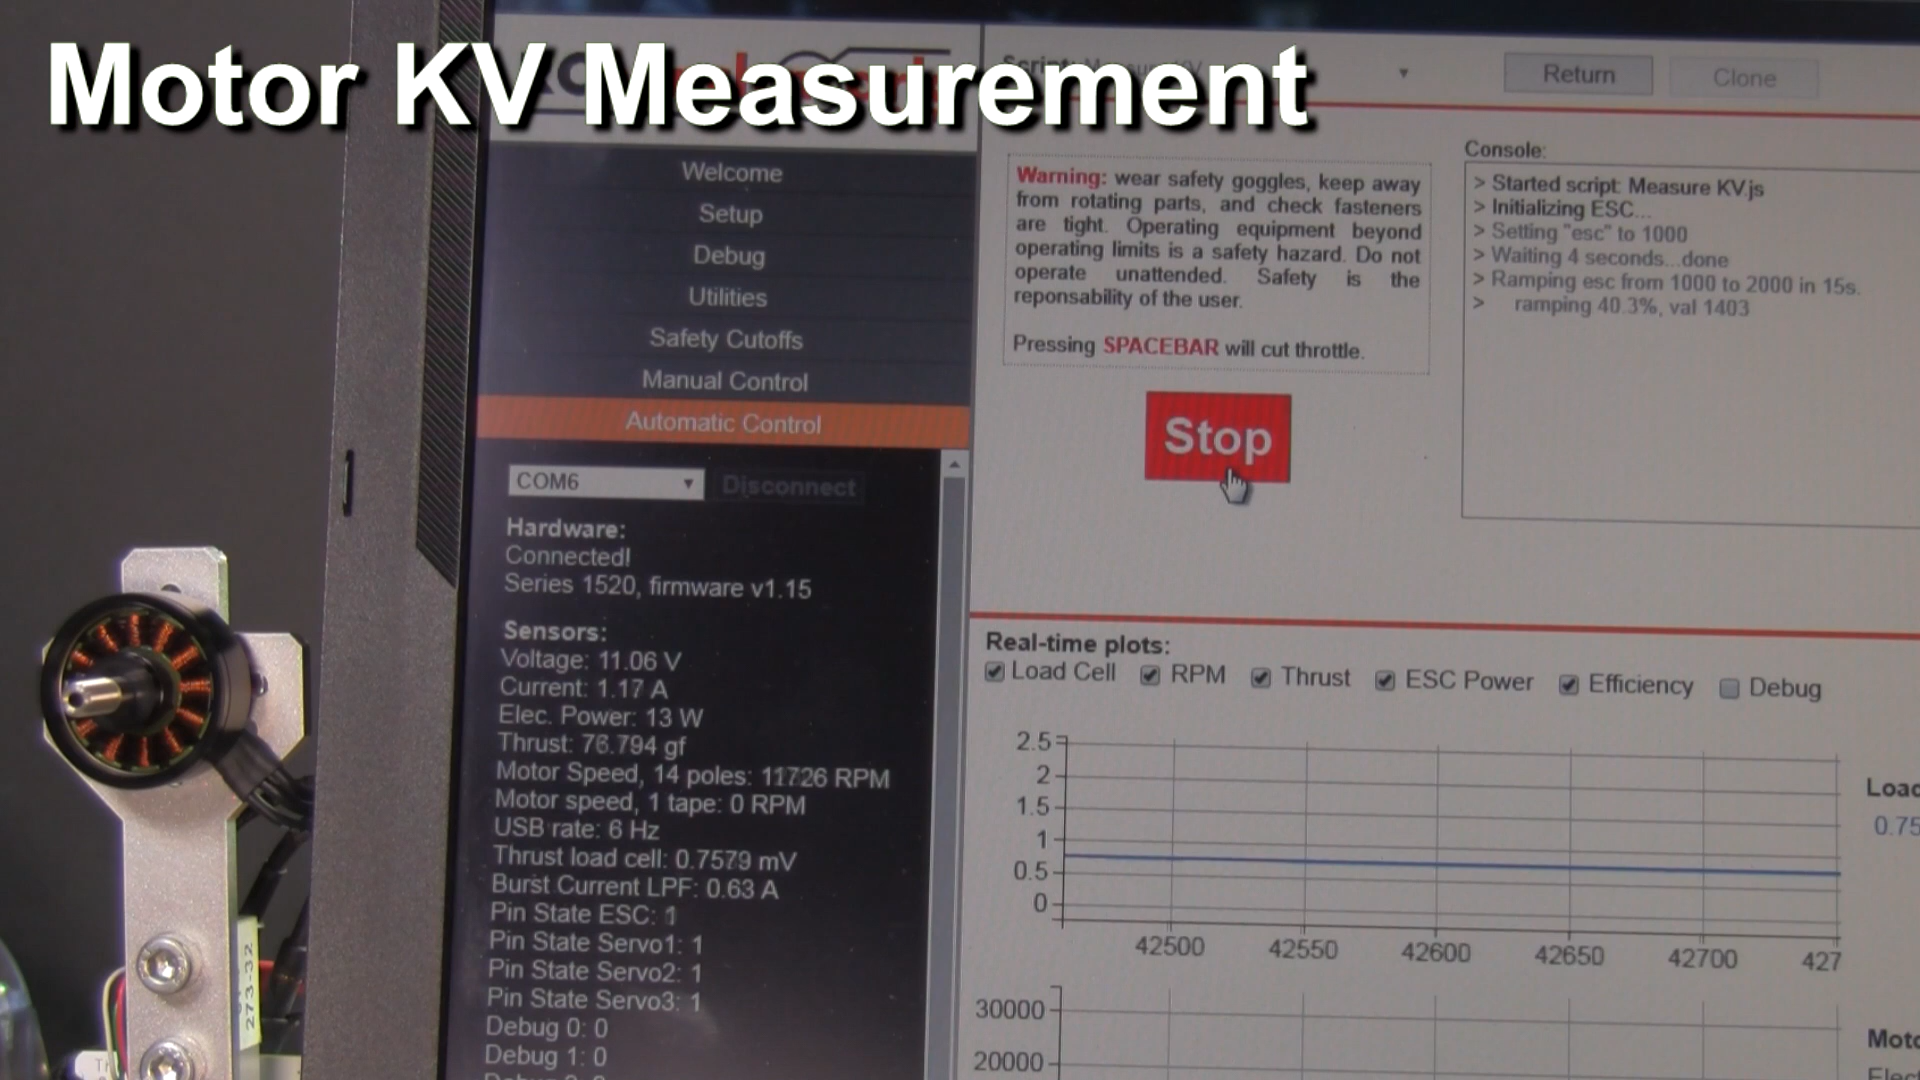 Motor KV Measurement
Script:
Return
Clone
Welcome
Setup
Debug
Utilities
Safety Cutoffs
Manual Control
Automatic Control
COM6
Disconnect
Hardware:
Connected!
Series 1520, firmware v1.15
Sensors:
Voltage: 11.06 V
Current: 1.17 A
Elec. Power: 13 W
Thrust: 76.794 gf
Motor Speed, 14 poles: 11726 RPM
Motor speed, 1 tape: 0 RPM
USB rate: 6 Hz
Thrust load cell: 0.7579 mV
Burst Current LPF: 0.63 A
Pin State ESC: 1
Pin State Servo1: 1
Pin State Servo2: 1
Pin State Servo3: 1
Debug 0: 0
Debug 1: 0
Warning: wear safety goggles, keep away
from rotating parts, and check fasteners
are tight. Operating equipment beyond
operating limits is a safety hazard. Do not
operate unattended. Safety is the
reponsability of the user.
Pressing SPACEBAR will cut throttle.
Stop
Console:
> Started script: Measure KV.js
> Initializing ESC...
> Setting "esc" to 1000
> Waiting 4 seconds...done
> Ramping esc from 1000 to 2000 in 15s.
> ramping 40.3%, val 1403
Real-time plots:
Load Cell RPM Thrust ESC Power Efficiency Debug
2.5
2
1.5
1
0.5
0
42500 42550 42600 42650 42700 427
Load
0.75
30000
20000
Moto
273-32